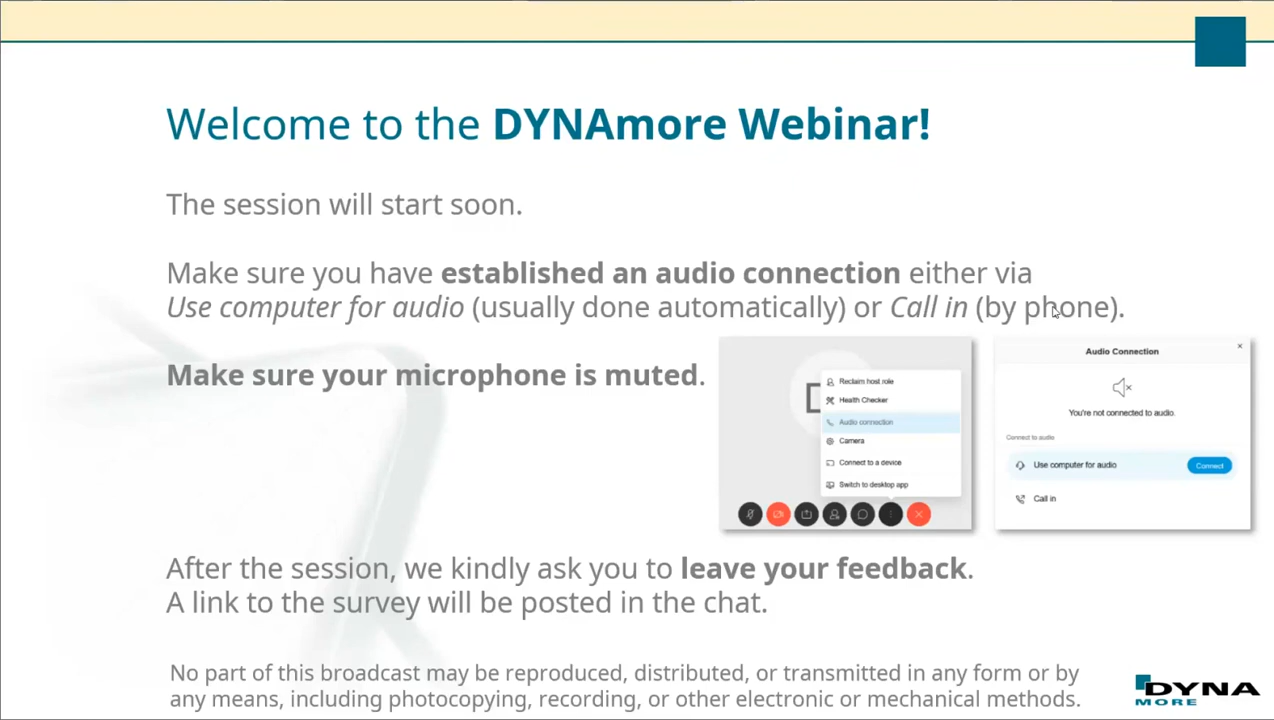 Welcome to the DYNAmore Webinar!
The session will start soon.
Make sure you have established an audio connection either via
Use computer for audio (usually done automatically) or Call in (by phone).
Make sure your microphone is muted.
Reclaim host role
Health Checker
Audio connection
Camera
Connect to a device
Switch to desktop app
Audio Connection
You're not connected to audio.
Connect to audio
Use computer for audio
Connect
Call in
After the session, we kindly ask you to leave your feedback.
A link to the survey will be posted in the chat.
No part of this broadcast may be reproduced, distributed, or transmitted in any form or by
any means, including photocopying, recording, or other electronic or mechanical methods.
DYNA
MORE